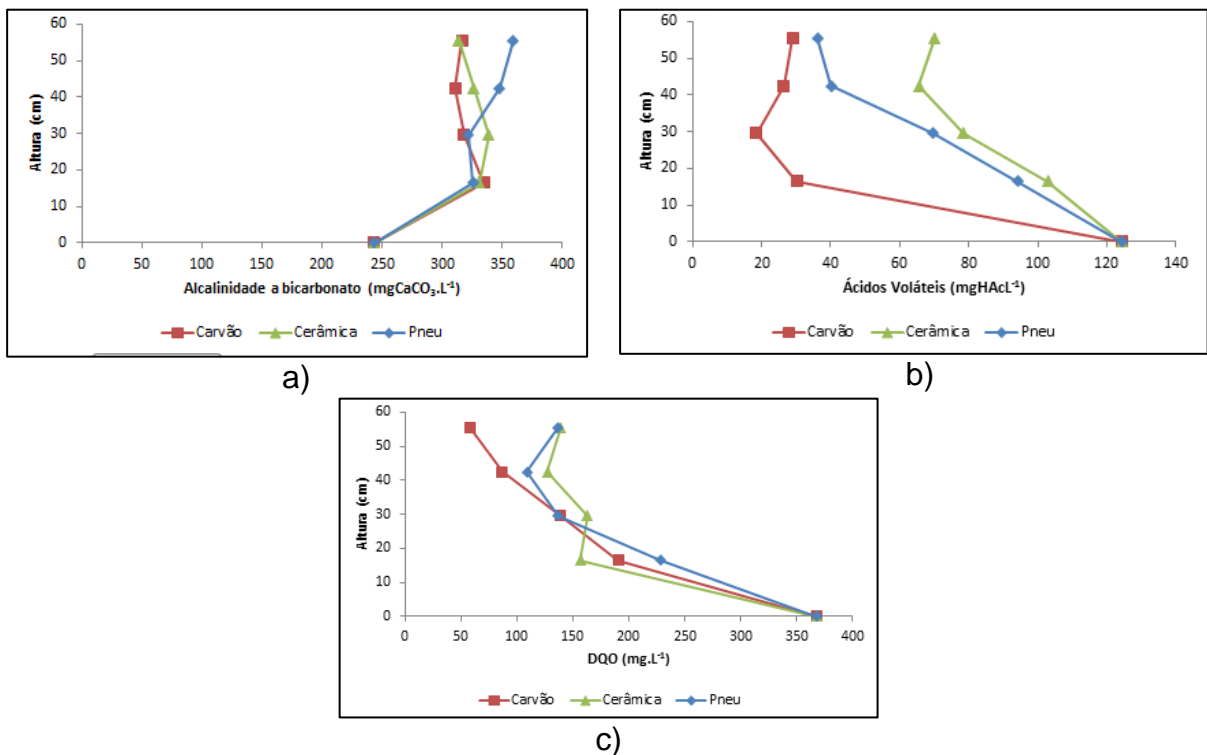 60
50
40
30
20
10
0
Altura (cm)
0 50 100 150 200 250 300 350 400
Alcalinidade a bicarbonato (mgCaCO₃.L⁻¹)
Carvão Cerâmica Pneu
a)
60
50
40
30
20
10
0
Altura (cm)
0 20 40 60 80 100 120 140
Ácidos Voláteis (mgHAcL⁻¹)
Carvão Cerâmica Pneu
b)
60
50
40
30
20
10
0
Altura (cm)
0 50 100 150 200 250 300 350 400
DQO (mg.L⁻¹)
Carvão Cerâmica Pneu
c)